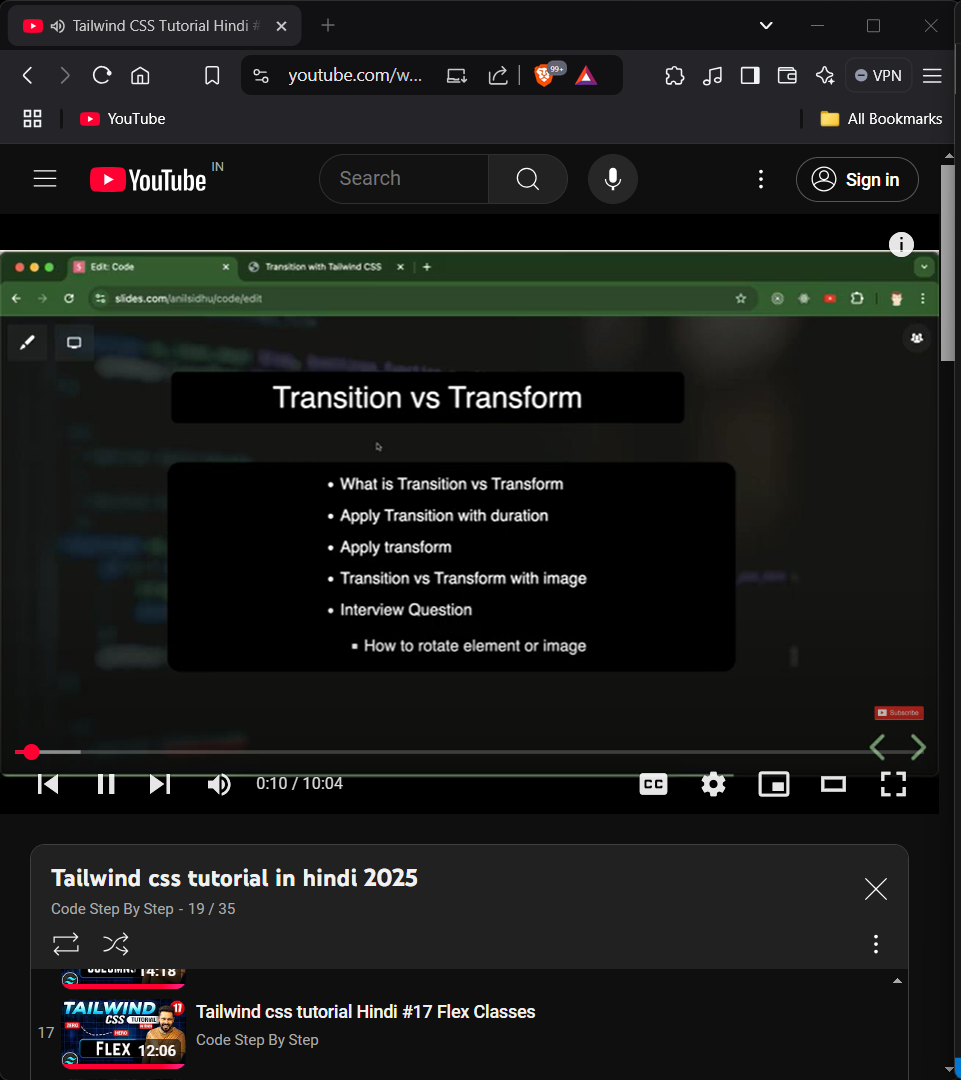 Tailwind CSS Tutorial Hindi #
youtube.com/w...
99+
VPN
YouTube
All Bookmarks
YouTube IN
Search
Sign in
Edit: Code
Transition with Tailwind CSS
slides.com/anilsidhu/code/edit
Transition vs Transform
• What is Transition vs Transform
• Apply Transition with duration
• Apply transform
• Transition vs Transform with image
• Interview Question
▪ How to rotate element or image
Subscribe
0:10 / 10:04
CC
Tailwind css tutorial in hindi 2025
Code Step By Step - 19 / 35
14:18
17
TAILWIND 17
CSS TUTORIAL
ZERO
HERO
FLEX 12:06
Tailwind css tutorial Hindi #17 Flex Classes
Code Step By Step